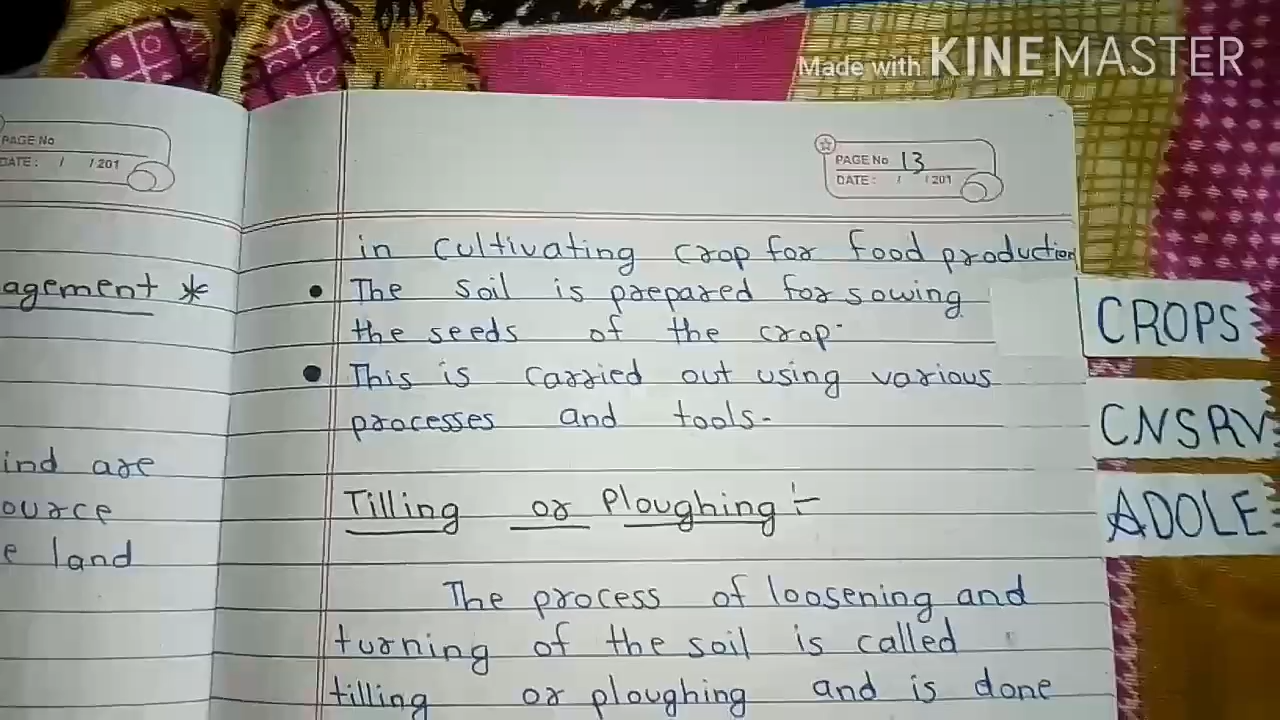 Made with KINEMASTER
PAGE No
DATE: / /201
agement *
ind are
ource
e land
PAGE No 13
DATE: / /201
in cultivating crop for food production
• The soil is prepared for sowing
the seeds of the crop.
• This is carried out using various
processes and tools.
Tilling or Ploughing :-
The process of loosening and
turning of the soil is called
tilling or ploughing and is done
CROPS
CNSRV
ADOLE